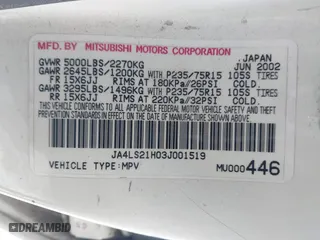 MFD BY MITSUBISHI MOTORS CORPORATION JAPAN
GVWR 5000LBS/2270KG JUN 2002
GAWR 2645LBS/1200KG WITH P235/75R15 105S TIRES
FR 15X6JJ RIMS AT 180KPa/26PSI COLD.
GAWR 3295LBS/1496KG WITH P235/75R15 105S TIRES
RR 15X6JJ RIMS AT 220KPa/32PSI COLD.
THIS VEHICLE CONFORMS TO ALL APPLICABLE
FEDERAL MOTOR VEHICLE SAFETY AND THEFT
PREVENTION STANDARDS IN EFFECT ON THE
DATE OF MANUFACTURE SHOWN ABOVE.
JA4LS21H03J001519
VEHICLE TYPE:MPV MU000446